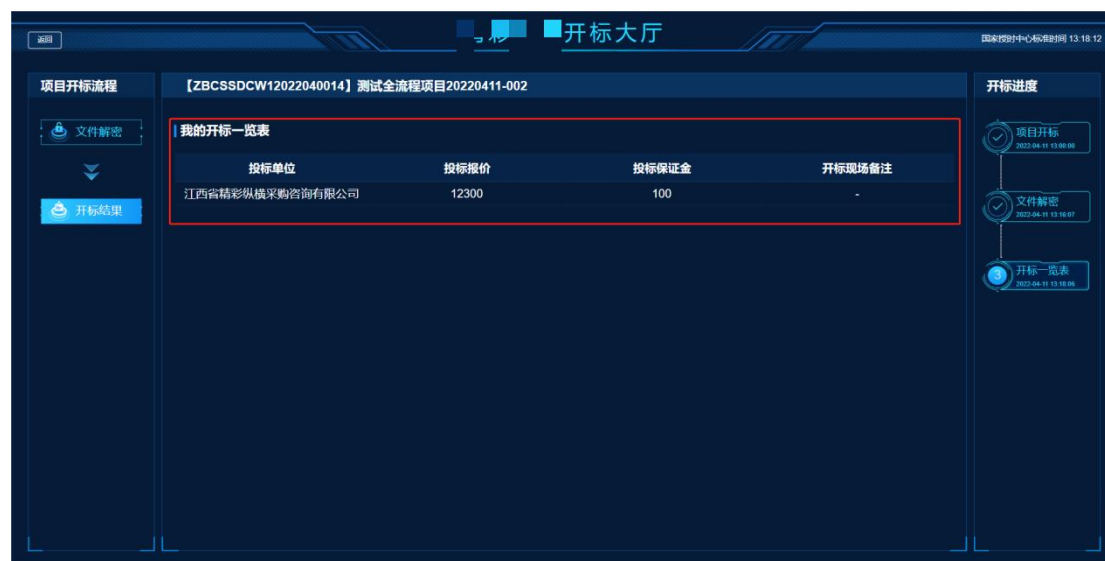 返回
开标大厅
国家授时中心标准时间 13:18:12
项目开标流程
文件解密
开标结果
【ZBCSSDCW12022040014】测试全流程项目20220411-002
我的开标一览表
投标单位 投标报价 投标保证金 开标现场备注
江西省精彩纵横采购咨询有限公司 12300 100 -
开标进度
项目开标
2022-04-11 13:00:00
文件解密
2022-04-11 13:16:07
3
开标一览表
2022-04-11 13:18:06